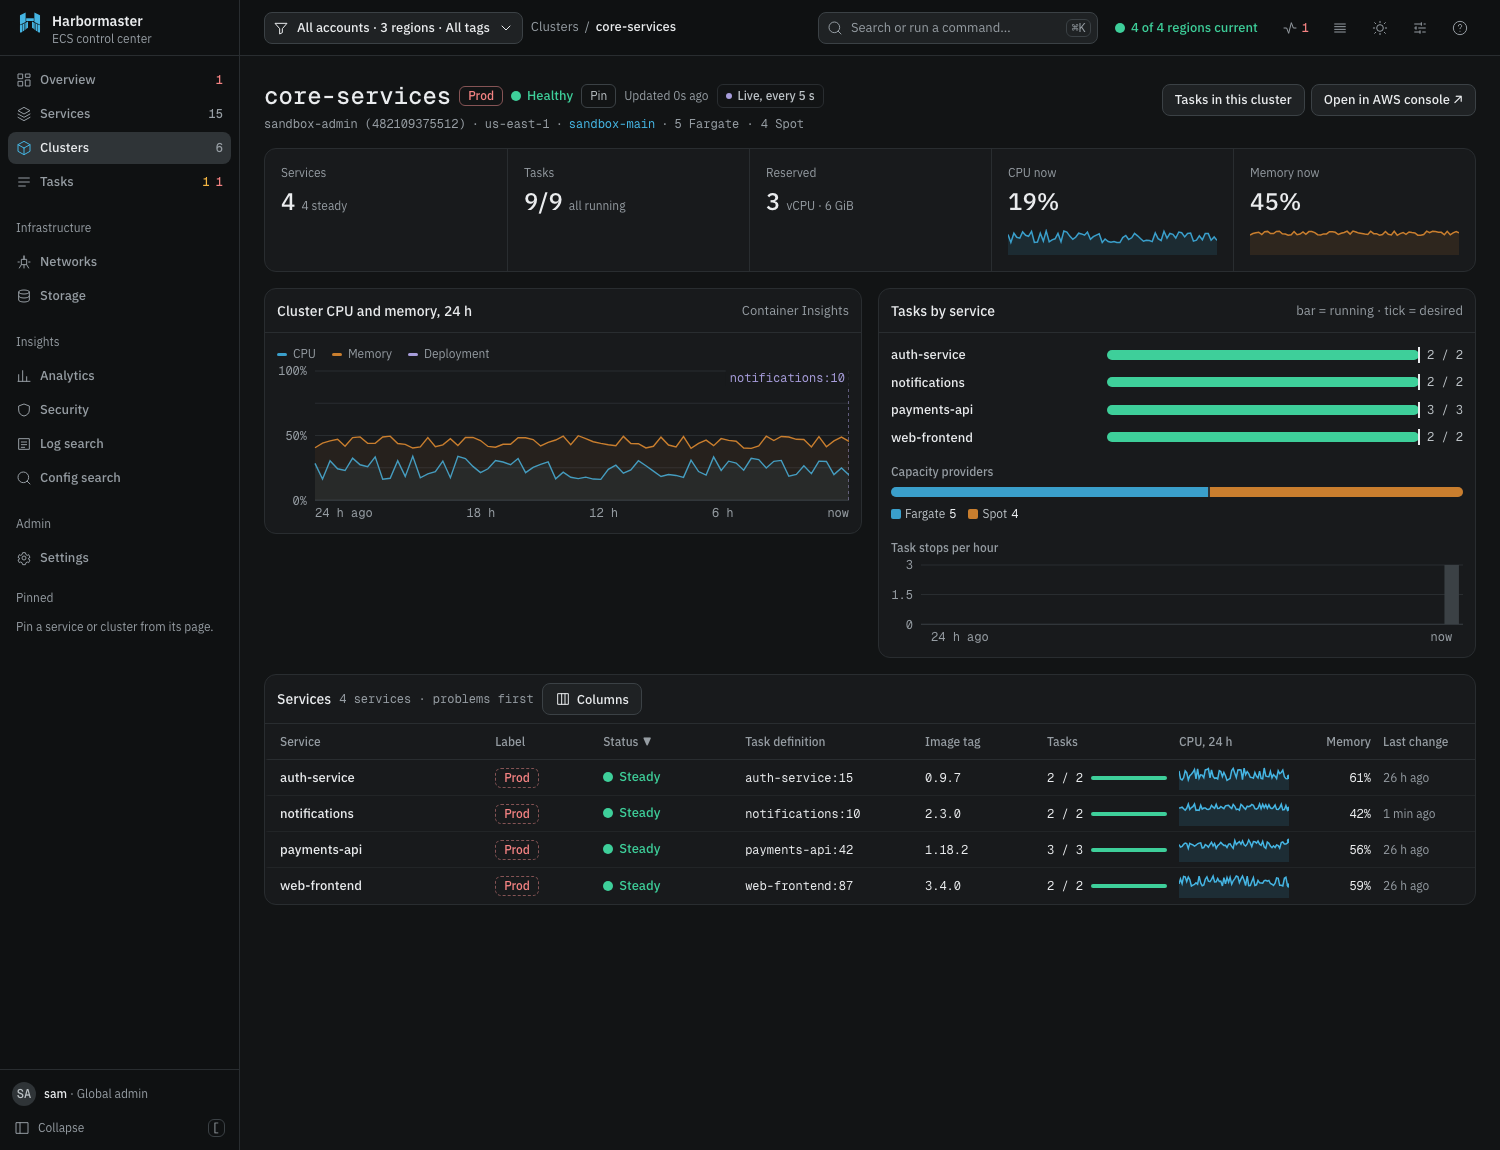 Harbormaster
ECS control center
All accounts · 3 regions · All tags
Clusters / core-services
Search or run a command...
⌘K
4 of 4 regions current
1
Overview 1
Services 15
Clusters 6
Tasks 1 1
Infrastructure
Networks
Storage
Insights
Analytics
Security
Log search
Config search
Admin
Settings
Pinned
Pin a service or cluster from its page.
SA sam · Global admin
Collapse [
core-services Prod Healthy Pin Updated 0s ago Live, every 5 s
Tasks in this cluster
Open in AWS console ↗
sandbox-admin (482109375512) · us-east-1 · sandbox-main · 5 Fargate · 4 Spot
Services
4 4 steady
Tasks
9/9 all running
Reserved
3 vCPU · 6 GiB
CPU now
19%
Memory now
45%
Cluster CPU and memory, 24 h Container Insights
CPU Memory Deployment
100%
notifications:10
50%
0%
24 h ago 18 h 12 h 6 h now
Tasks by service bar = running · tick = desired
auth-service 2 / 2
notifications 2 / 2
payments-api 3 / 3
web-frontend 2 / 2
Capacity providers
Fargate 5 Spot 4
Task stops per hour
3
1.5
0
24 h ago now
Services 4 services · problems first Columns
Service Label Status ▼ Task definition Image tag Tasks CPU, 24 h Memory Last change
auth-service Prod Steady auth-service:15 0.9.7 2 / 2 61% 26 h ago
notifications Prod Steady notifications:10 2.3.0 2 / 2 42% 1 min ago
payments-api Prod Steady payments-api:42 1.18.2 3 / 3 56% 26 h ago
web-frontend Prod Steady web-frontend:87 3.4.0 2 / 2 59% 26 h ago